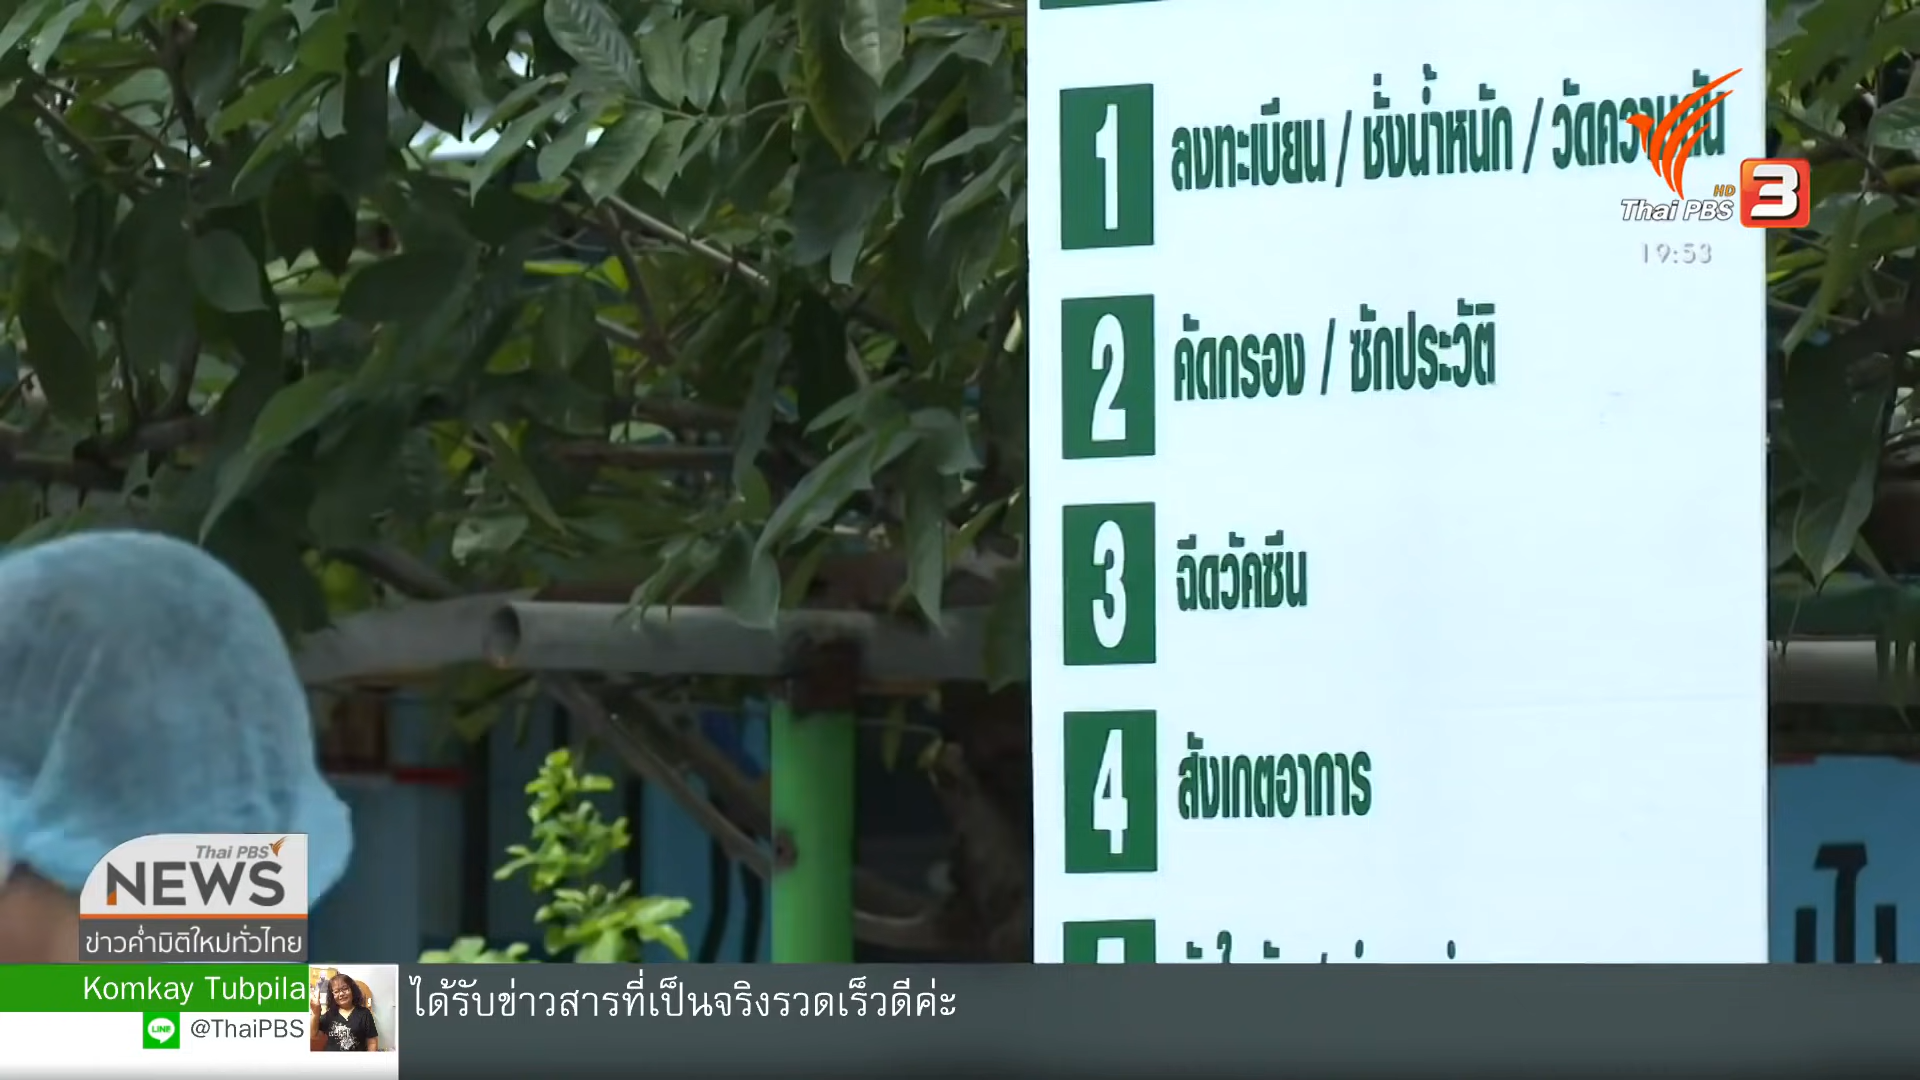 1 ลงทะเบียน / ชั่งน้ำหนัก / วัดความดัน
Thai PBS HD 3
19:53
2 คัดกรอง / ซักประวัติ
3 ฉีดวัคซีน
4 สังเกตอาการ
Thai PBS
NEWS
ข่าวค่ำมิติใหม่ทั่วไทย
Komkay Tubpila
LINE @ThaiPBS
ได้รับข่าวสารที่เป็นจริงรวดเร็วดีค่ะ